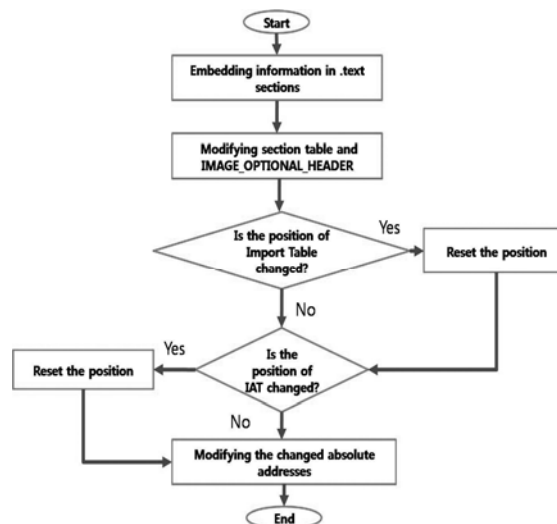 Start
Embedding information in .text
sections
Modifying section table and
IMAGE_OPTIONAL_HEADER
Is the position of
Import Table
changed?
Yes
Reset the position
No
Is the
position of
IAT changed?
Yes
Reset the position
No
Modifying the changed absolute
addresses
End